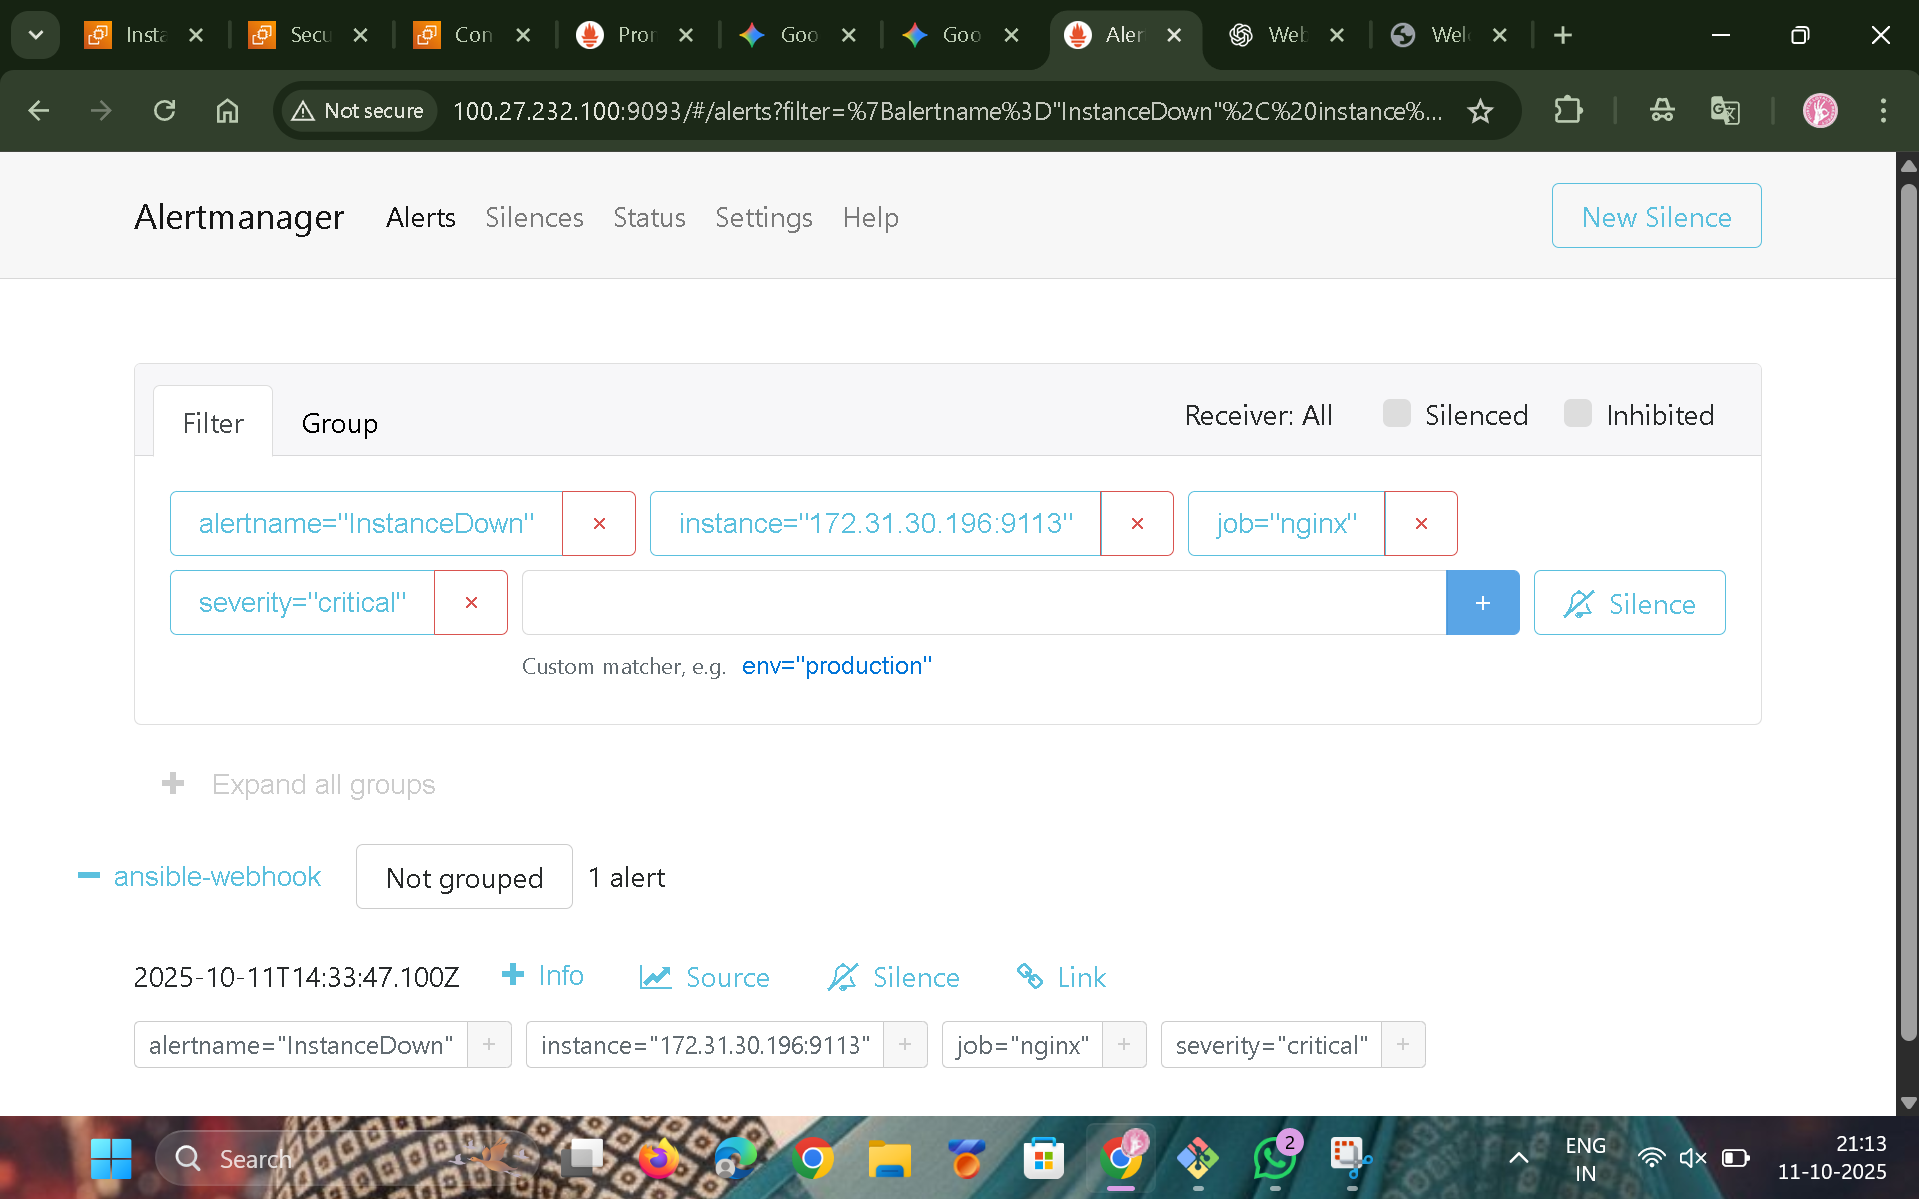 Insta
Secu
Con
Pror
Goo
Goo
Aler
Web
Wel
Not secure
100.27.232.100:9093/#/alerts?filter=%7Balertname%3D"InstanceDown"%2C%20instance%...
Alertmanager Alerts Silences Status Settings Help New Silence
Filter Group Receiver: All Silenced Inhibited
alertname="InstanceDown" × instance="172.31.30.196:9113" × job="nginx" ×
severity="critical" × + Silence
Custom matcher, e.g. env="production"
+ Expand all groups
− ansible-webhook Not grouped 1 alert
2025-10-11T14:33:47.100Z + Info Source Silence Link
alertname="InstanceDown" + instance="172.31.30.196:9113" + job="nginx" + severity="critical" +
Search
2
ENG
IN
21:13
11-10-2025